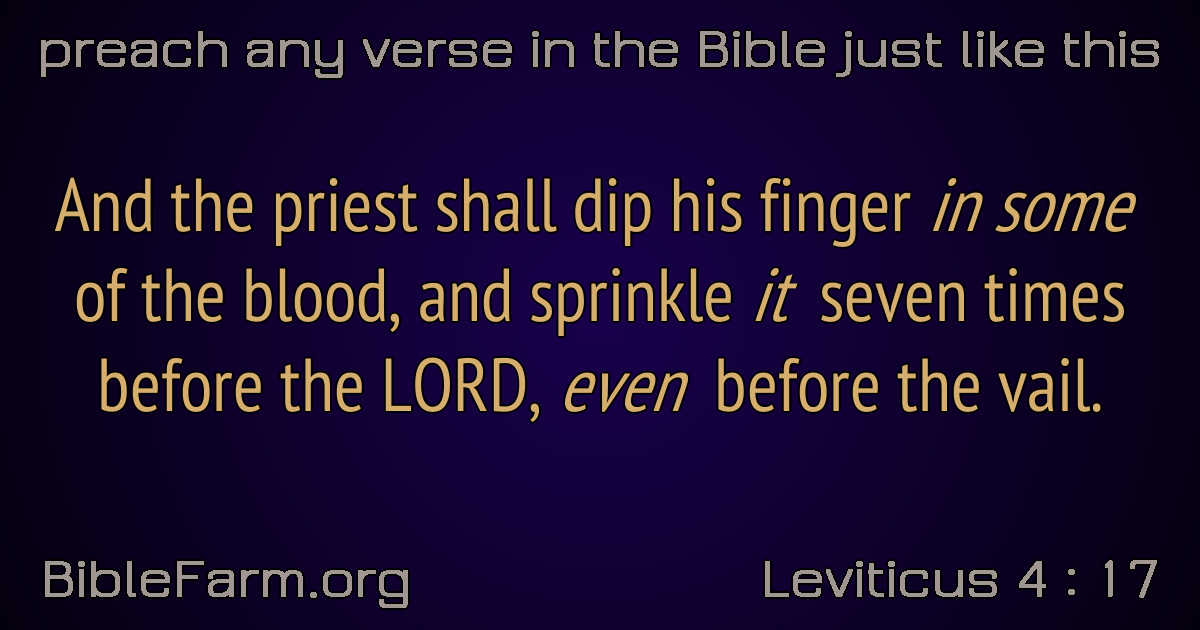 preach any verse in the Bible just like this
And the priest shall dip his finger in some
of the blood, and sprinkle it seven times
before the LORD, even before the vail.
BibleFarm.org
Leviticus 4 : 17